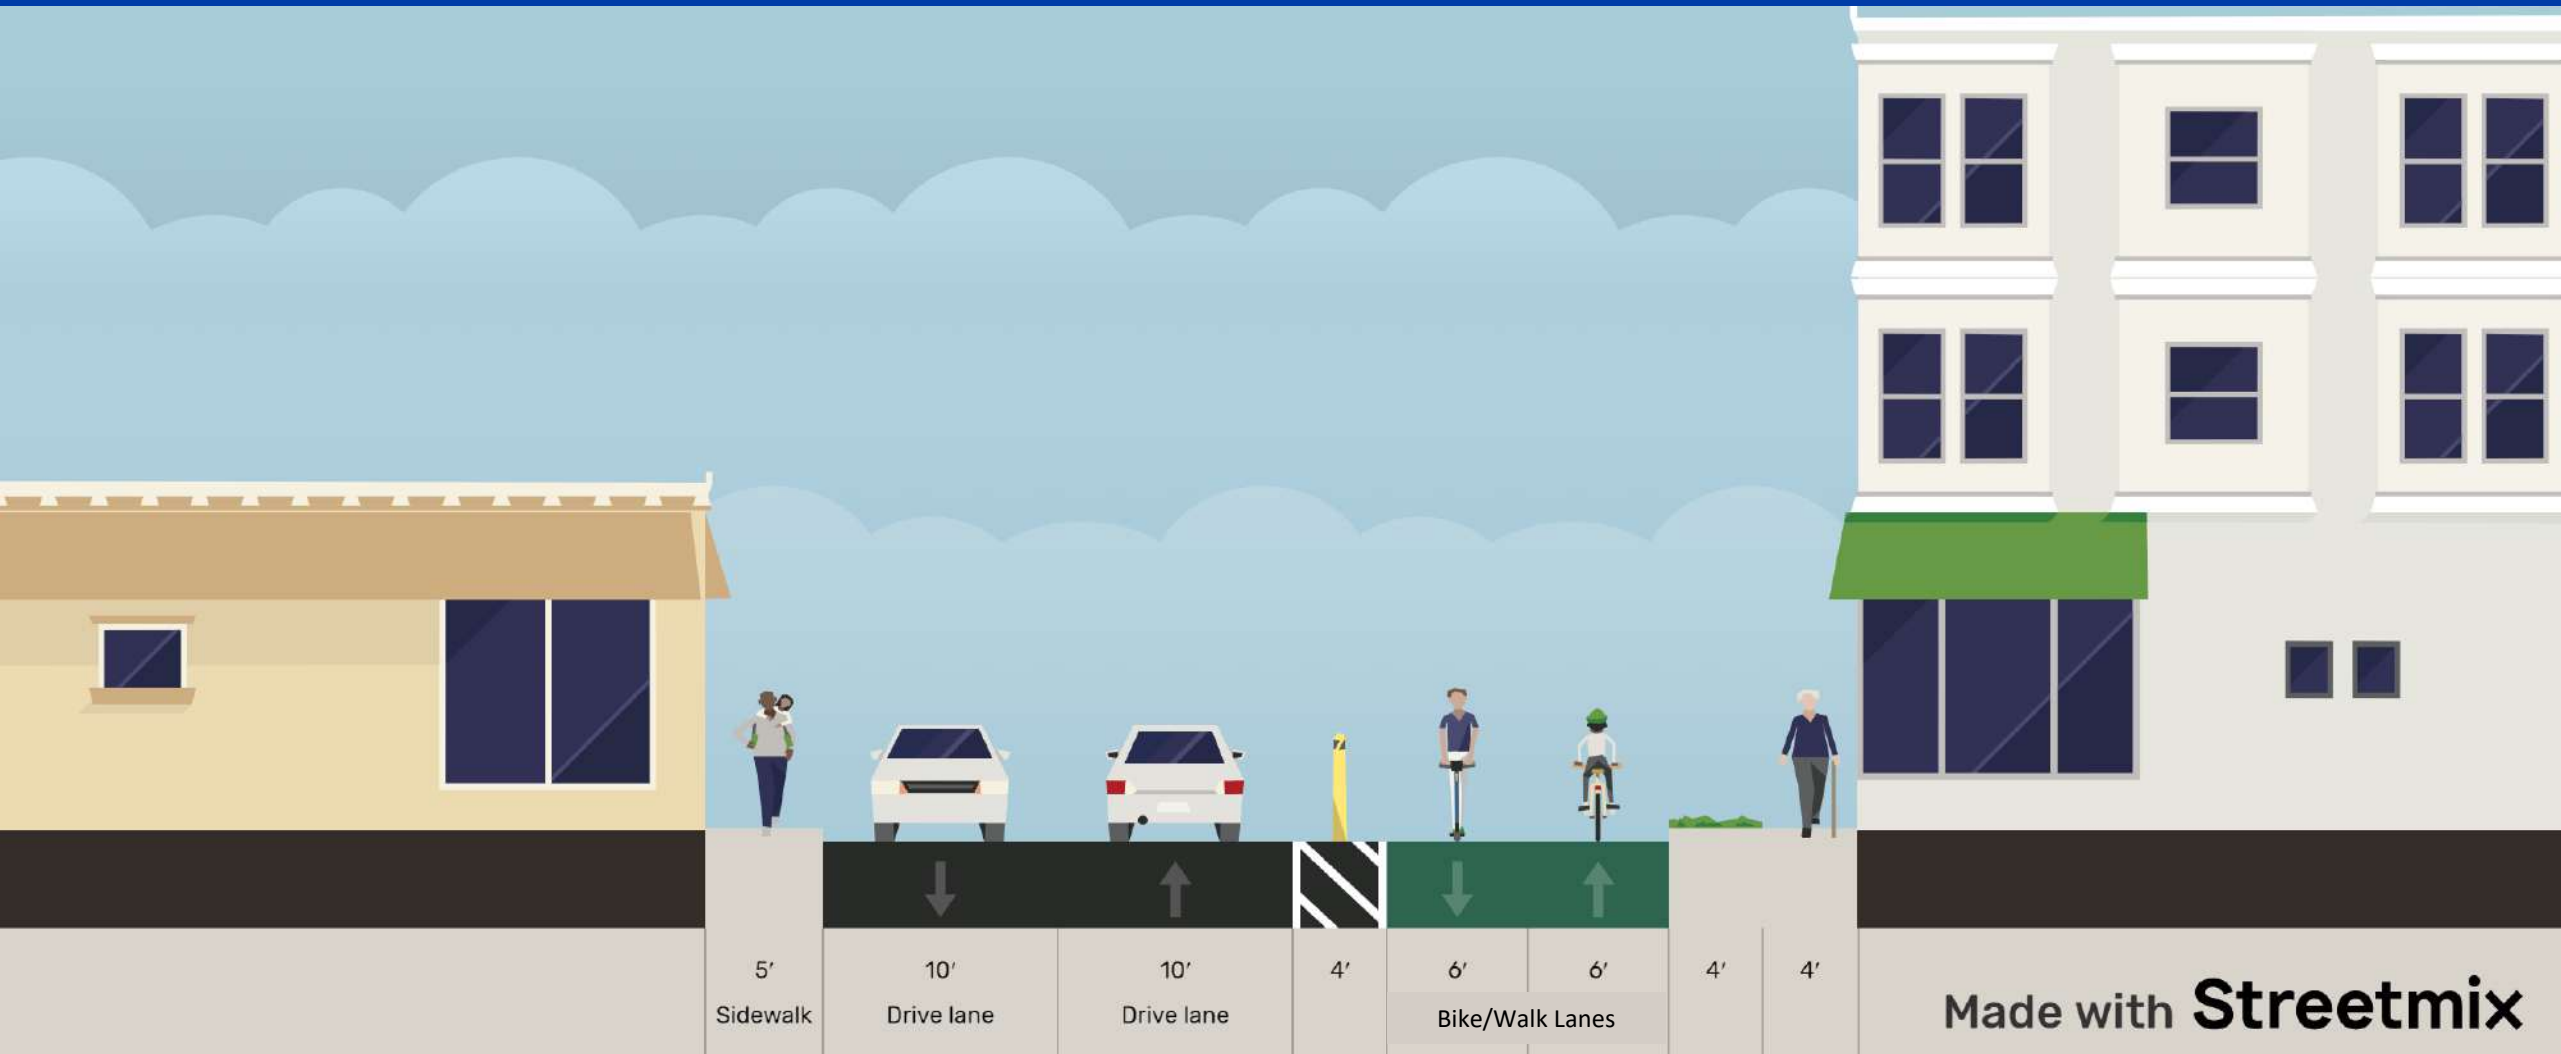 5′ 10′ 10′ 4′ 6′ 6′ 4′ 4′
Sidewalk Drive lane Drive lane Bike/Walk Lanes
Made with Streetmix